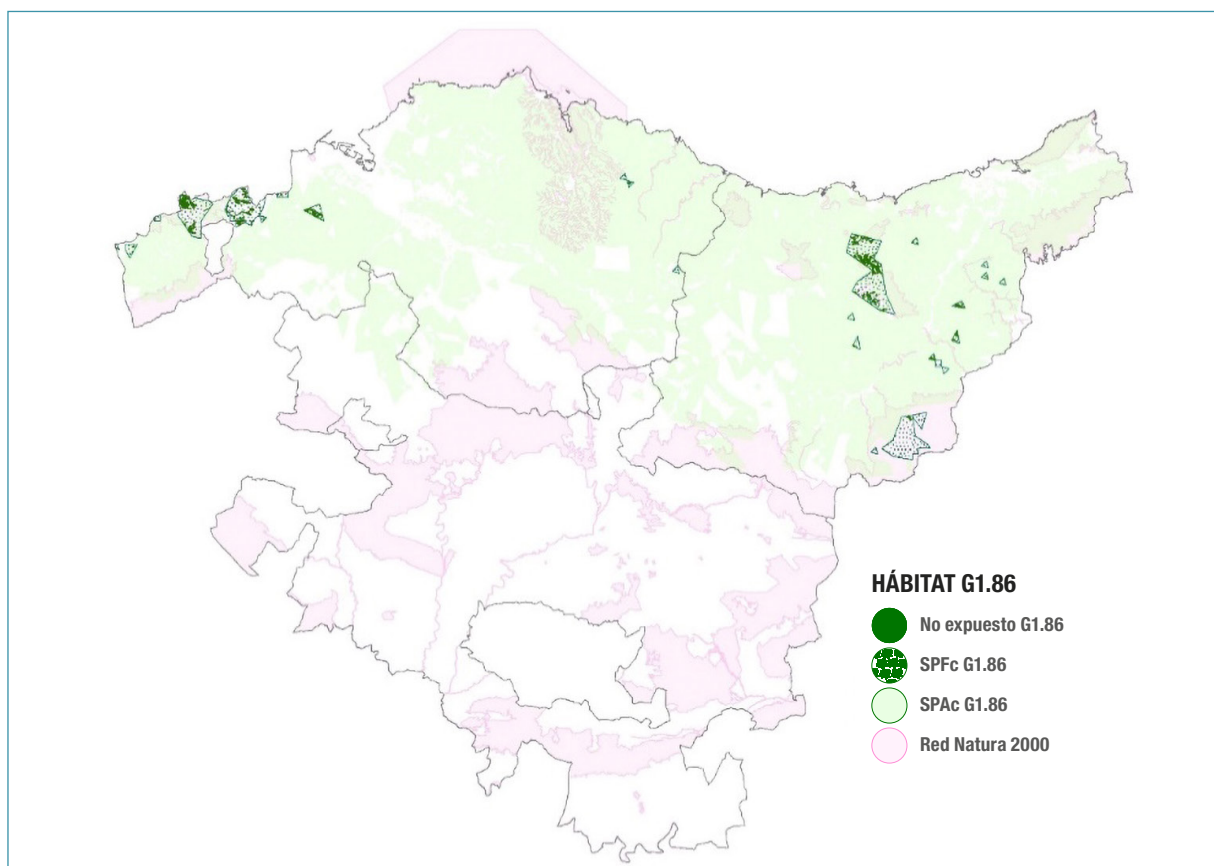 HÁBITAT G1.86
No expuesto G1.86
SPFc G1.86
SPAc G1.86
Red Natura 2000